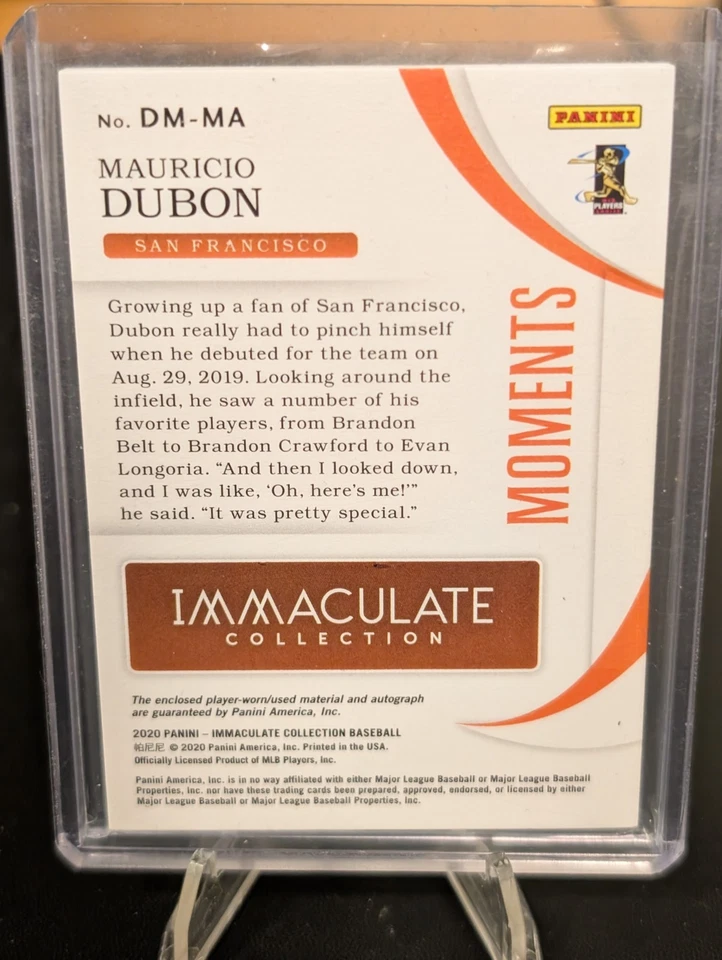 No. DM-MA
PANINI
MAURICIO
DUBON
PLAYERS
SAN FRANCISCO
Growing up a fan of San Francisco,
Dubon really had to pinch himself
when he debuted for the team on
Aug. 29, 2019. Looking around the
infield, he saw a number of his
favorite players, from Brandon
Belt to Brandon Crawford to Evan
Longoria. “And then I looked down,
and I was like, ‘Oh, here’s me!’”
he said. “It was pretty special.”
MOMENTS
IMMACULATE
COLLECTION
The enclosed player-worn/used material and autograph
are guaranteed by Panini America, Inc.
2020 PANINI – IMMACULATE COLLECTION BASEBALL
帕尼尼 © 2020 Panini America, Inc. Printed in the USA.
Officially Licensed Product of MLB Players, Inc.
Panini America, Inc. is in no way affiliated with either Major League Baseball or Major League Baseball
Properties, Inc. nor have these trading cards been prepared, approved, endorsed, or licensed by either
Major League Baseball or Major League Baseball Properties, Inc.